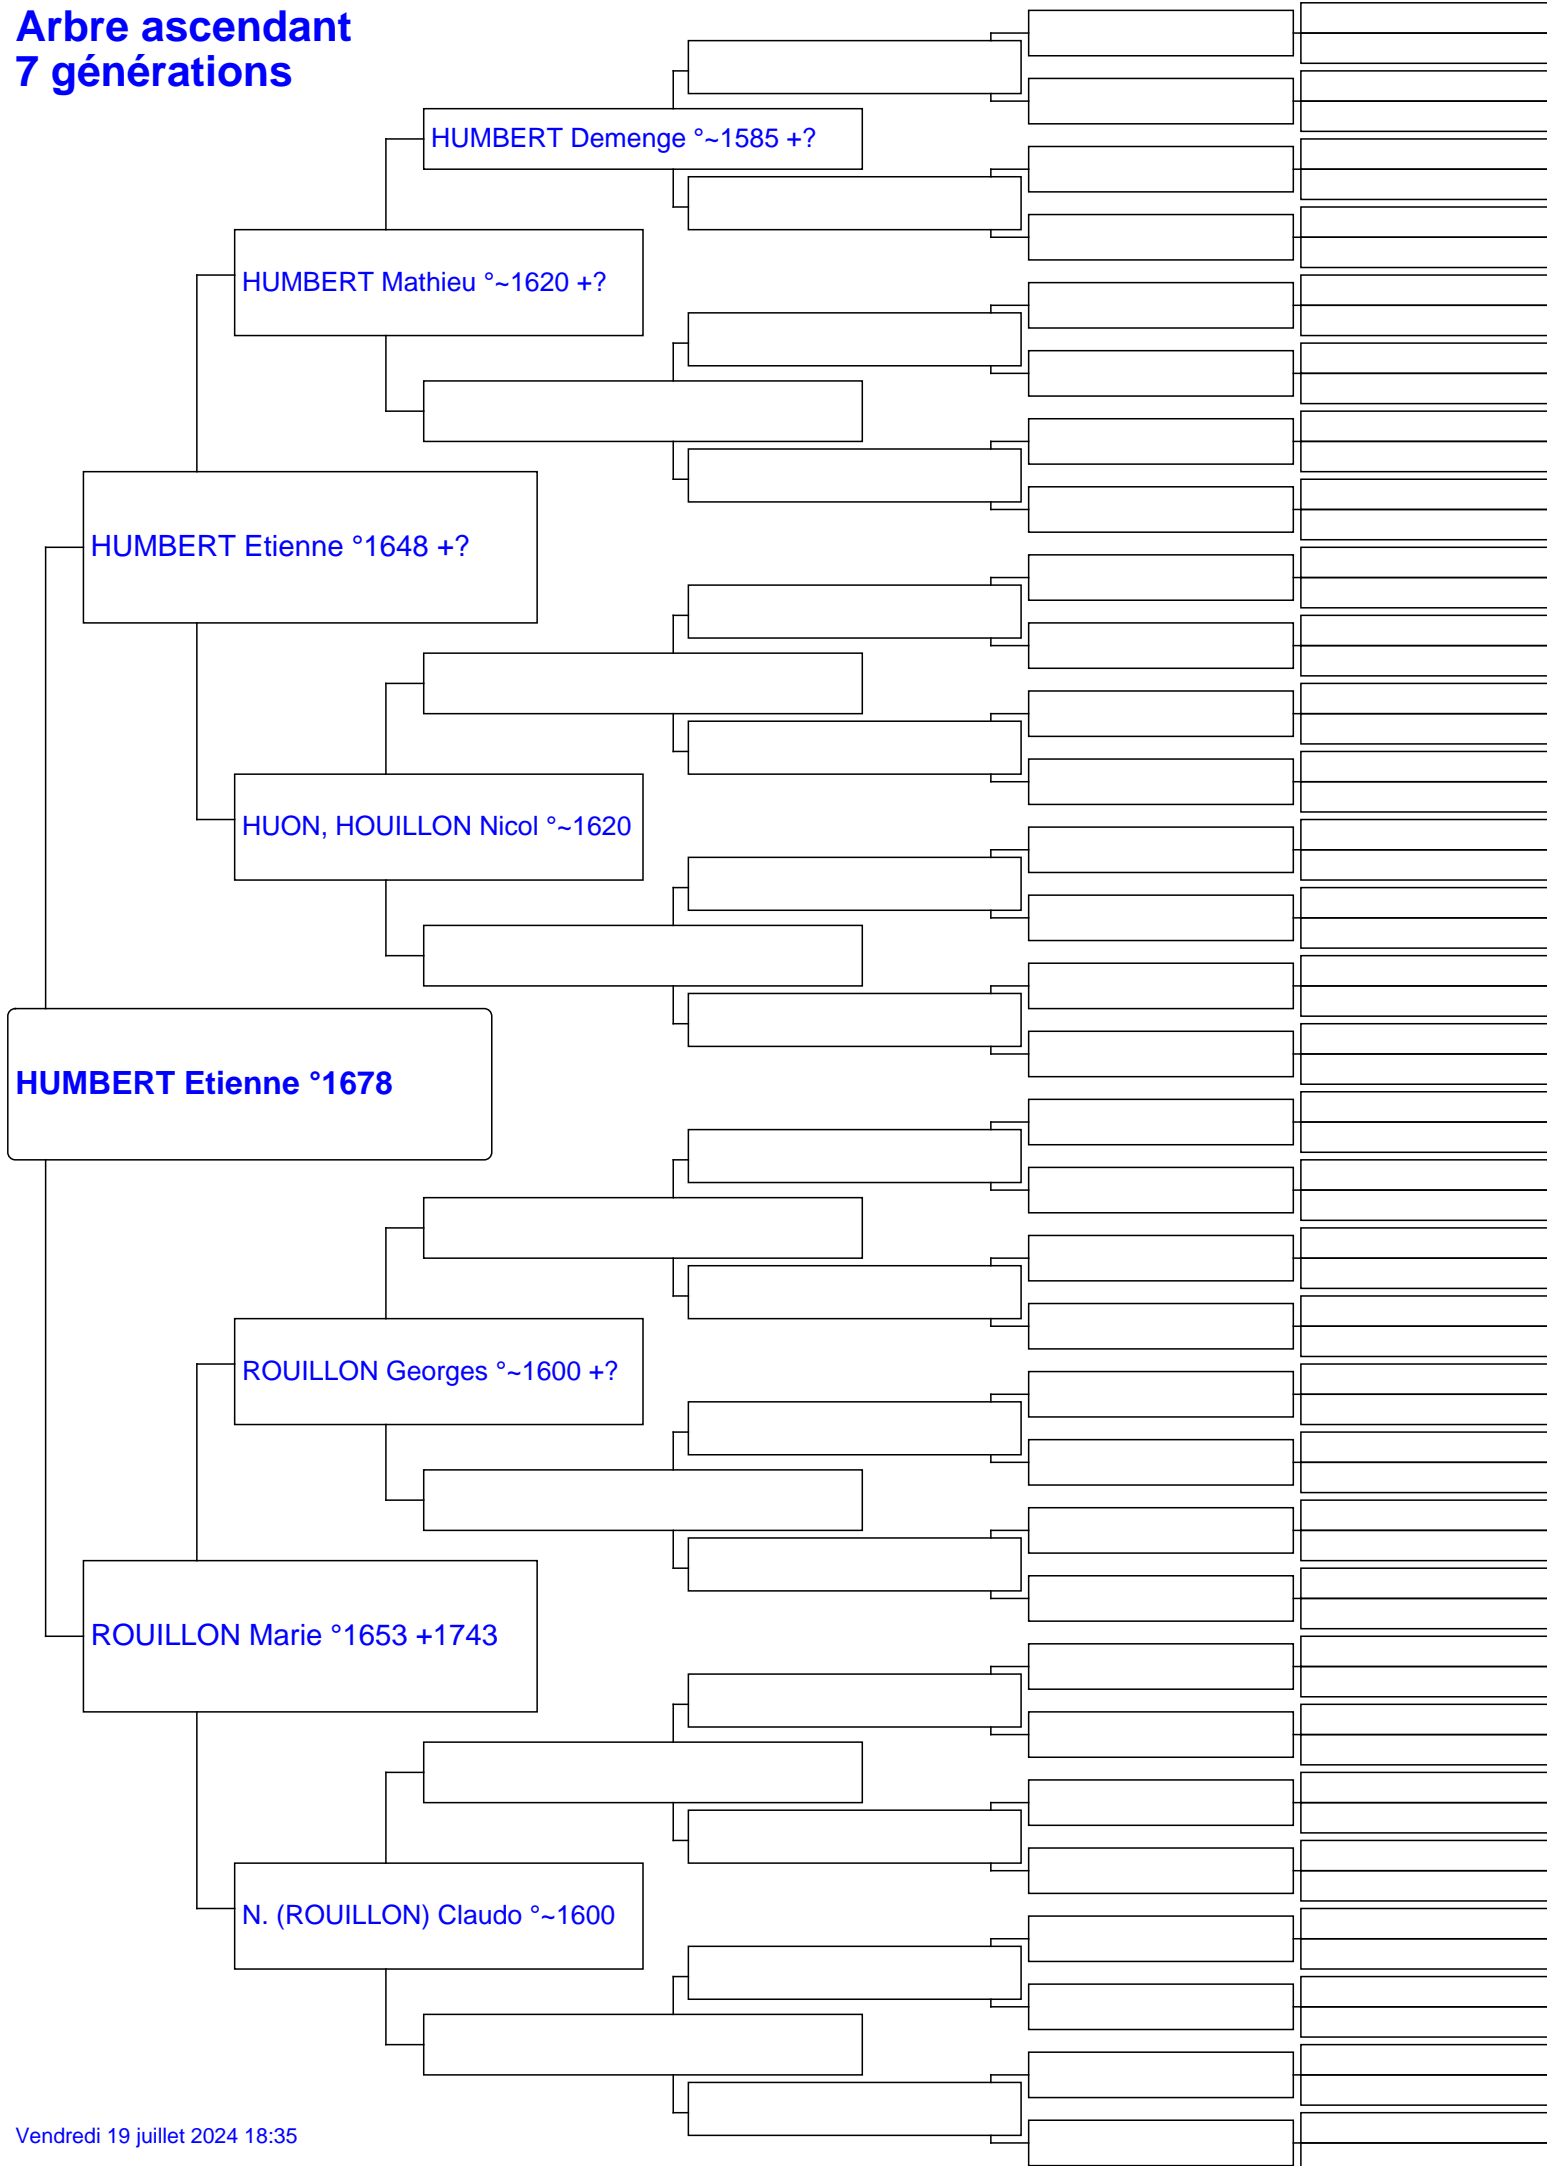 Arbre ascendant
7 générations
HUMBERT Demenge °~1585 +?
HUMBERT Mathieu °~1620 +?
HUMBERT Etienne °1648 +?
HUON, HOUILLON Nicol °~1620
HUMBERT Etienne °1678
ROUILLON Georges °~1600 +?
ROUILLON Marie °1653 +1743
N. (ROUILLON) Claudo °~1600
Vendredi 19 juillet 2024 18:35